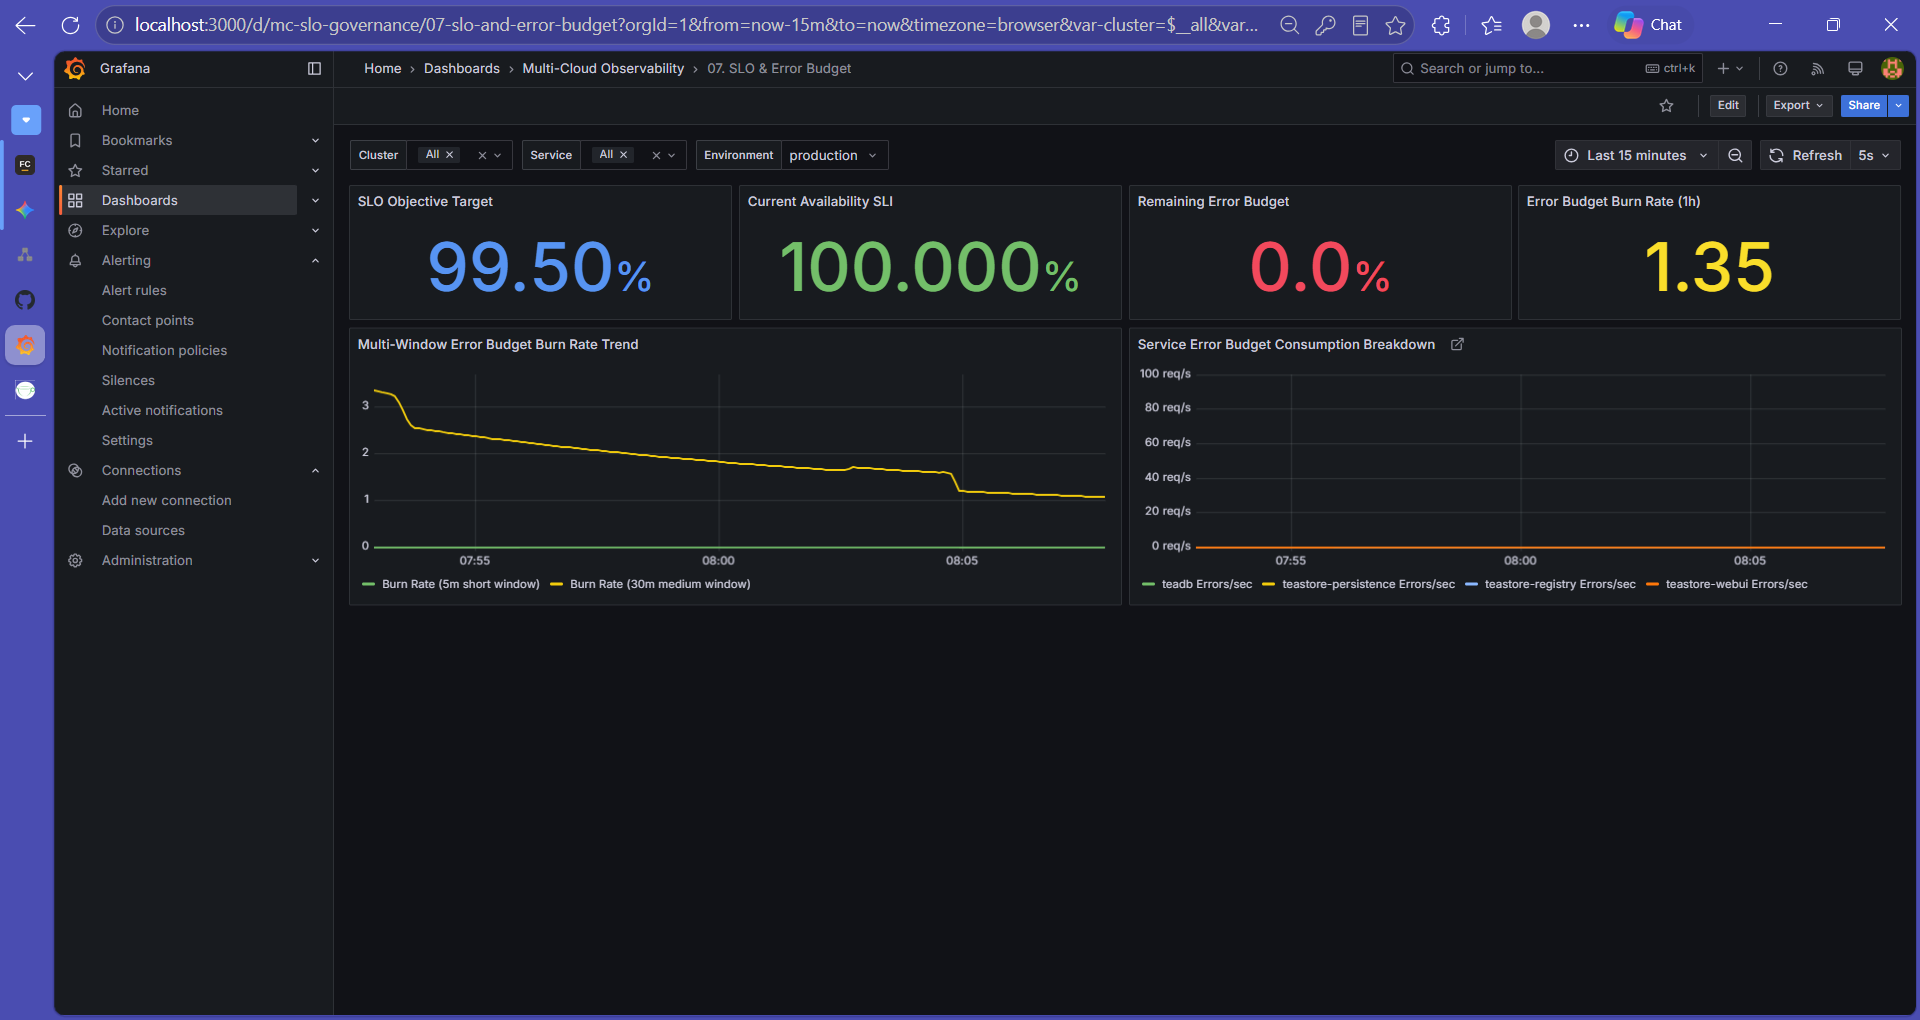 localhost:3000/d/mc-slo-governance/07-slo-and-error-budget?orgId=1&from=now-15m&to=now&timezone=browser&var-cluster=$__all&var...
Chat
Grafana
Home › Dashboards › Multi-Cloud Observability › 07. SLO & Error Budget
Search or jump to...
ctrl+k
Edit
Export
Share
FC
Home
Bookmarks
Starred
Dashboards
Explore
Alerting
Alert rules
Contact points
Notification policies
Silences
Active notifications
Settings
Connections
Add new connection
Data sources
Administration
Cluster All
Service All
Environment production
Last 15 minutes
Refresh 5s
SLO Objective Target
99.50%
Current Availability SLI
100.000%
Remaining Error Budget
0.0%
Error Budget Burn Rate (1h)
1.35
Multi-Window Error Budget Burn Rate Trend
3
2
1
0
07:55 08:00 08:05
Burn Rate (5m short window) Burn Rate (30m medium window)
Service Error Budget Consumption Breakdown
100 req/s
80 req/s
60 req/s
40 req/s
20 req/s
0 req/s
07:55 08:00 08:05
teadb Errors/sec teastore-persistence Errors/sec teastore-registry Errors/sec teastore-webui Errors/sec